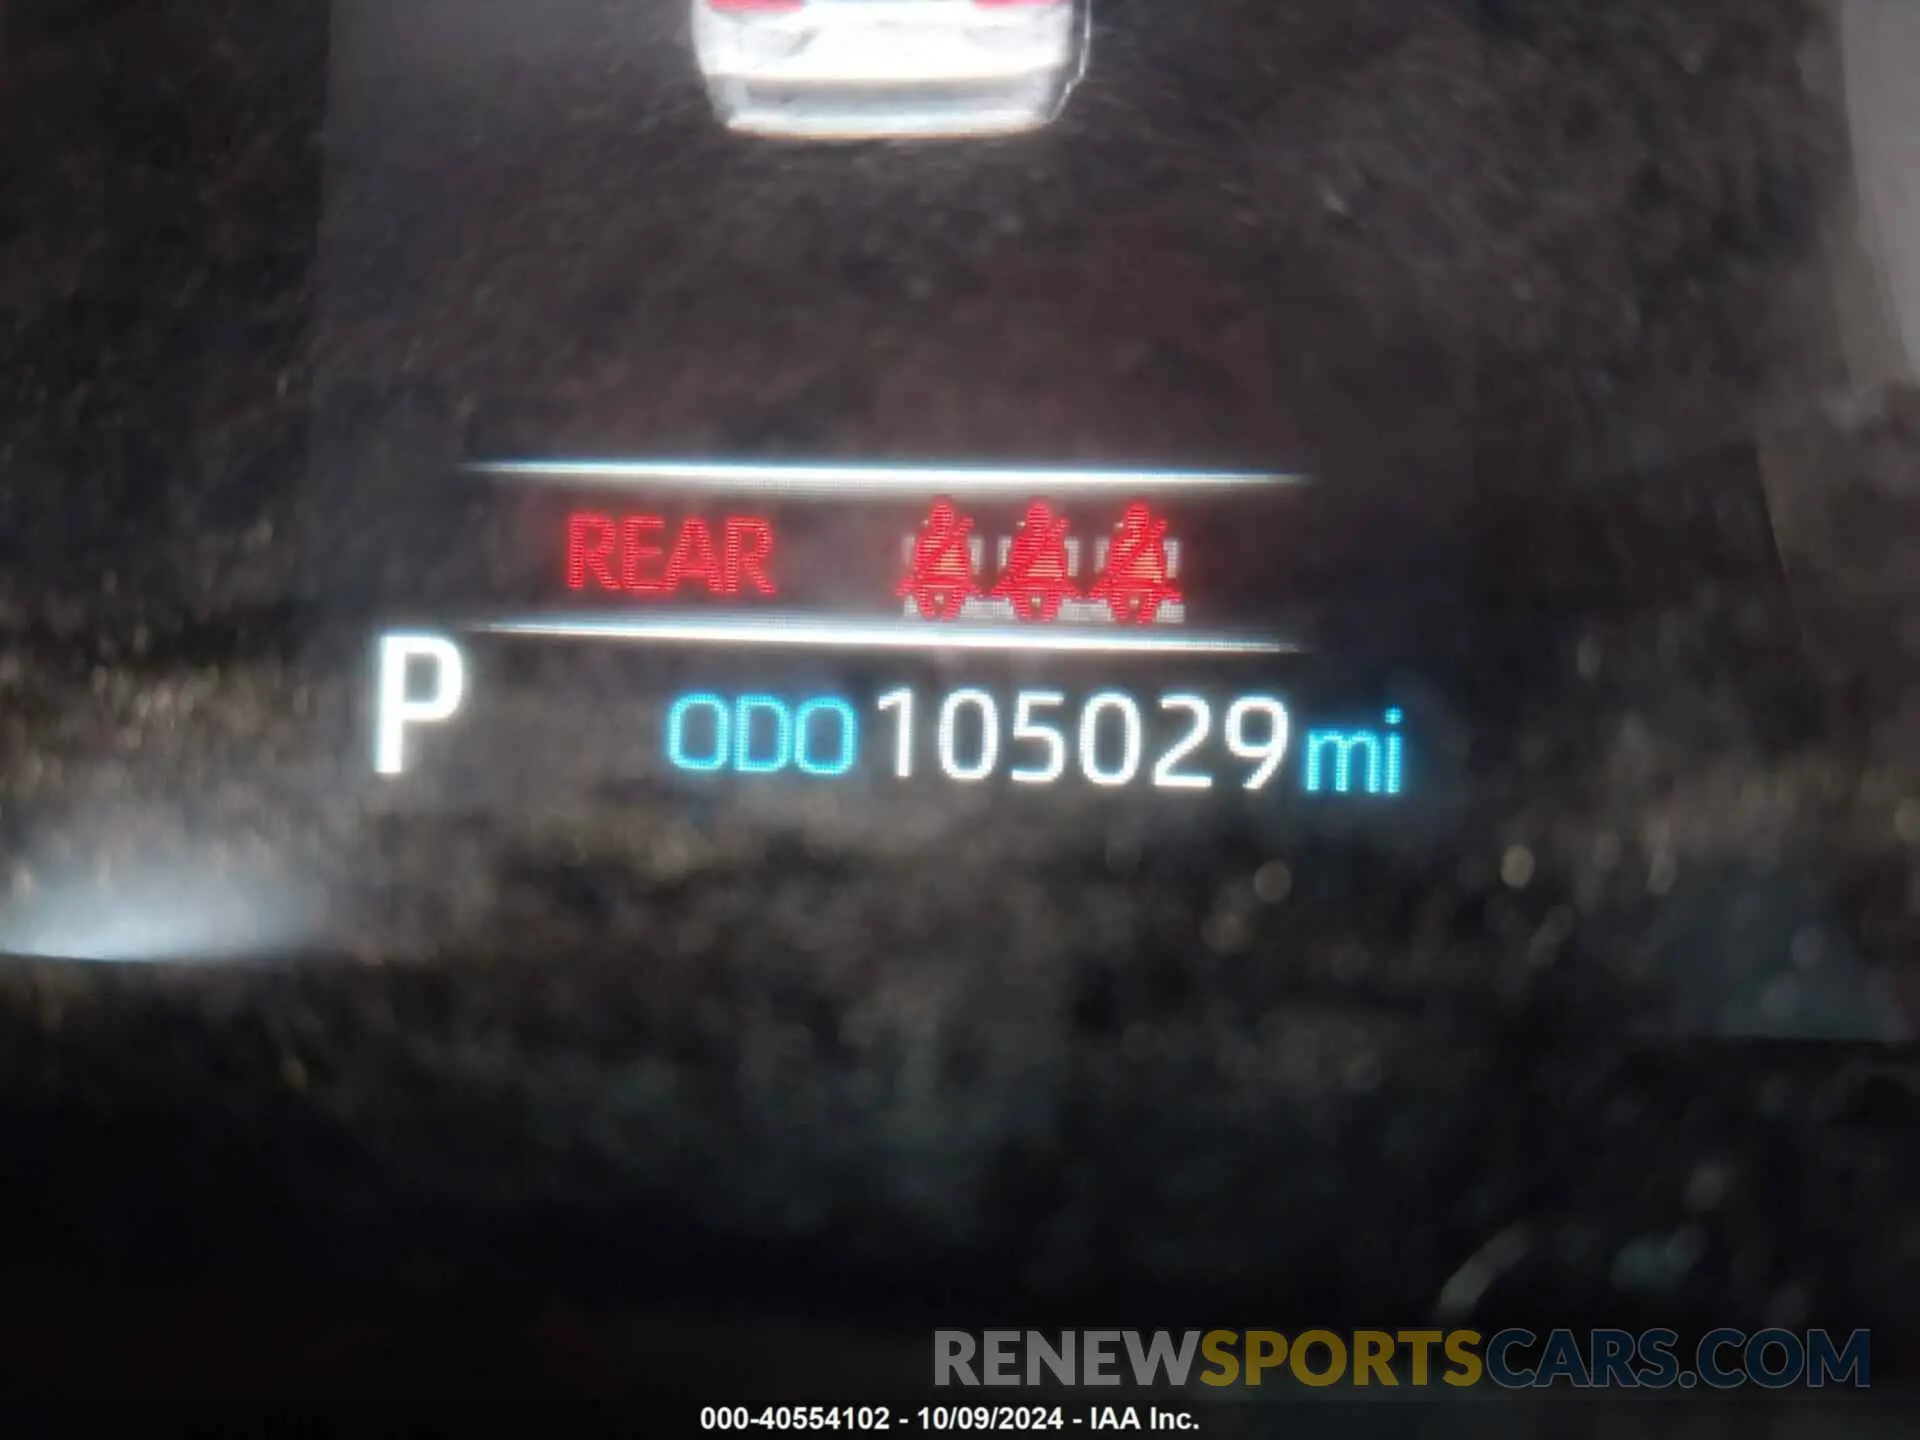 REAR
P ODO 105029 mi
RENEWSPORTSCARS.COM
000-40554102 - 10/09/2024 - IAA Inc.